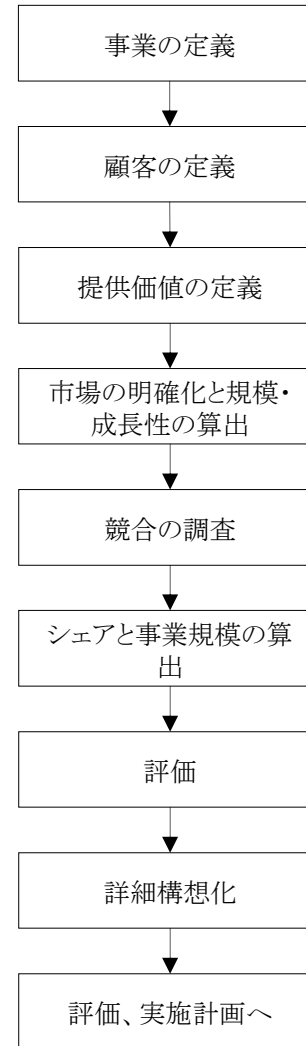 事業の定義
顧客の定義
提供価値の定義
市場の明確化と規模・
成長性の算出
競合の調査
シェアと事業規模の算
出
評価
詳細構想化
評価、実施計画へ